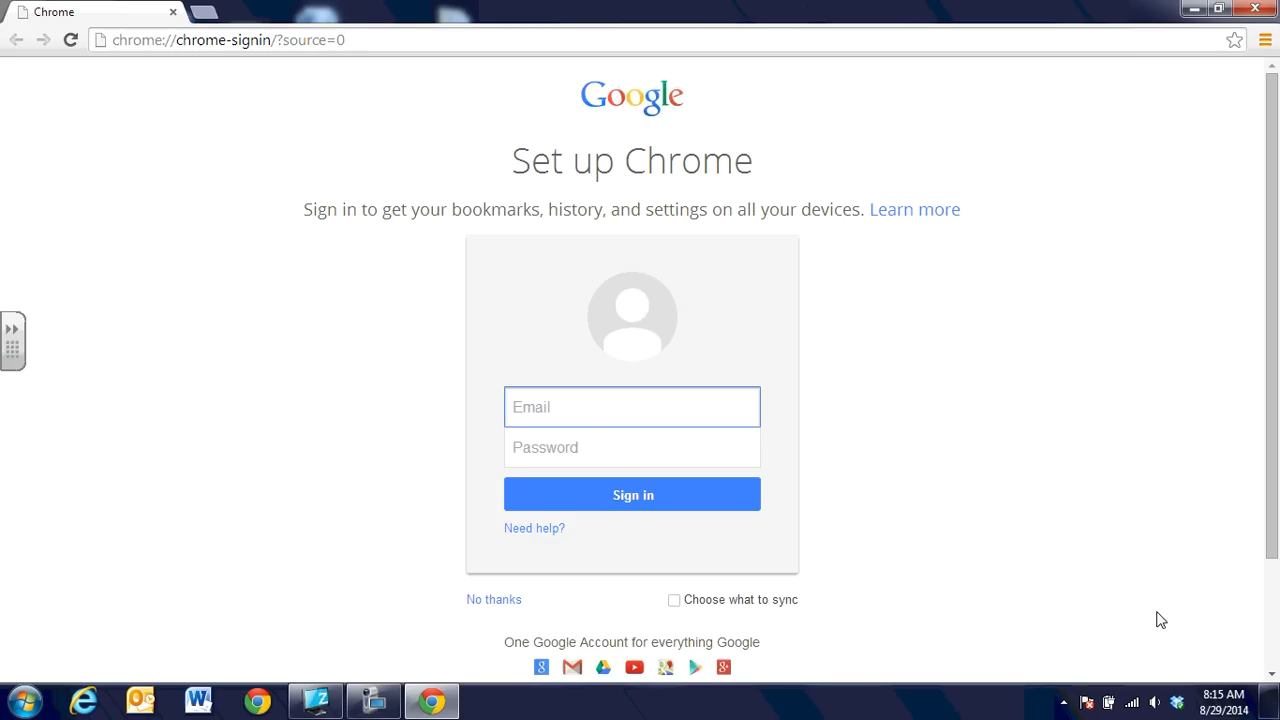 Chrome
chrome://chrome-signin/?source=0
Google
Set up Chrome
Sign in to get your bookmarks, history, and settings on all your devices. Learn more
Email
Password
Sign in
Need help?
No thanks
Choose what to sync
One Google Account for everything Google
8:15 AM
8/29/2014